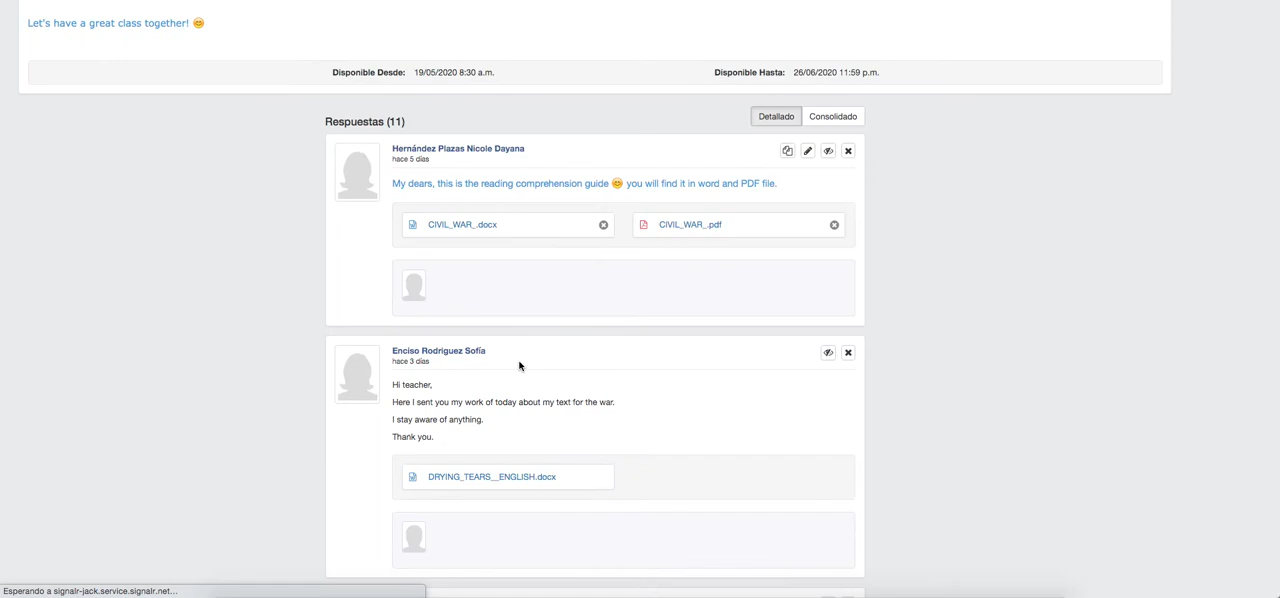 Let's have a great class together! 😊
Disponible Desde: 19/05/2020 8:30 a.m. Disponible Hasta: 26/06/2020 11:59 p.m.
Respuestas (11)
Detallado Consolidado
Hernández Plazas Nicole Dayana
hace 5 días
My dears, this is the reading comprehension guide 😊 you will find it in word and PDF file.
CIVIL_WAR_.docx CIVIL_WAR_.pdf
Enciso Rodriguez Sofía
hace 3 días
Hi teacher,
Here I sent you my work of today about my text for the war.
I stay aware of anything.
Thank you.
DRYING_TEARS__ENGLISH.docx
Esperando a signalr-jack.service.signalr.net...